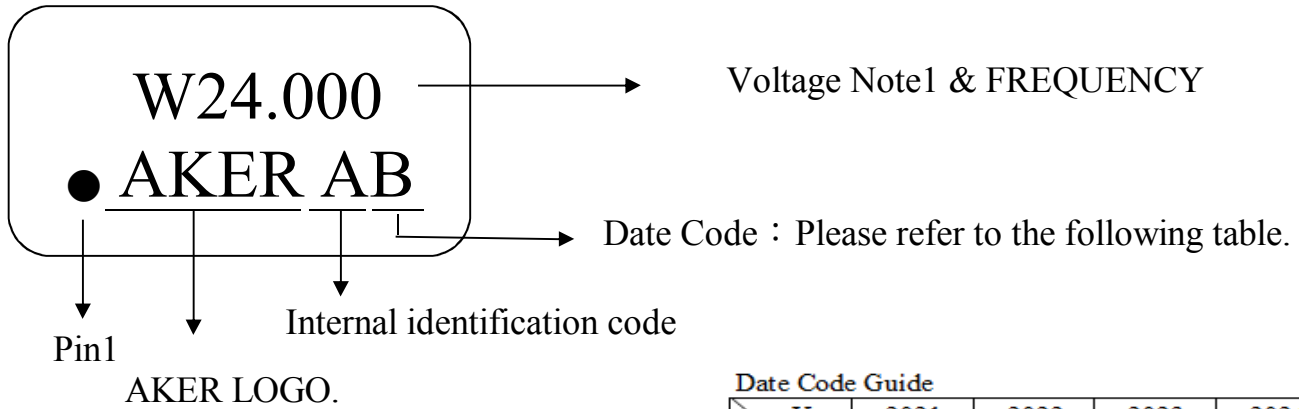 W24.000
Voltage Note1 & FREQUENCY
● AKER AB
Date Code：Please refer to the following table.
Internal identification code
Pin1
AKER LOGO.
Date Code Guide